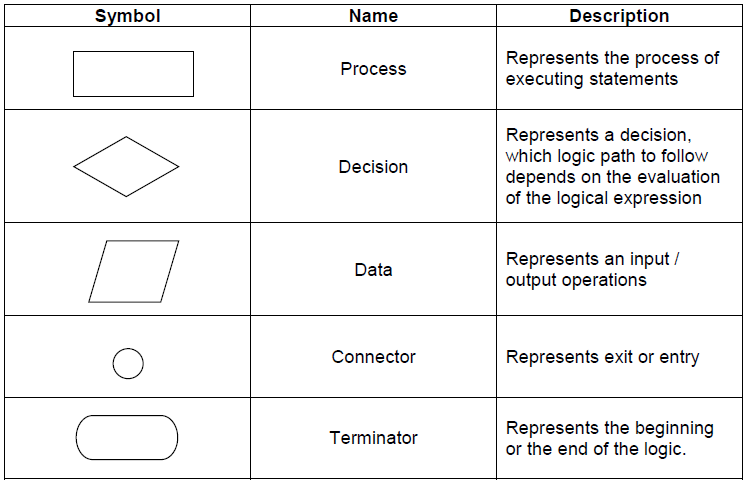 Symbol Name Description
Process
Represents the process of
executing statements
Decision
Represents a decision,
which logic path to follow
depends on the evaluation
of the logical expression
Data
Represents an input /
output operations
Connector
Represents exit or entry
Terminator
Represents the beginning
or the end of the logic.